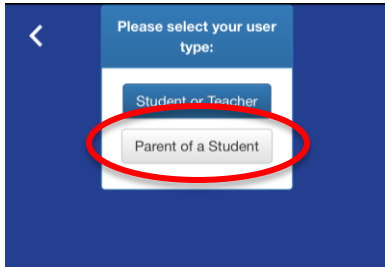 Please select your user
type:
Student or Teacher
Parent of a Student